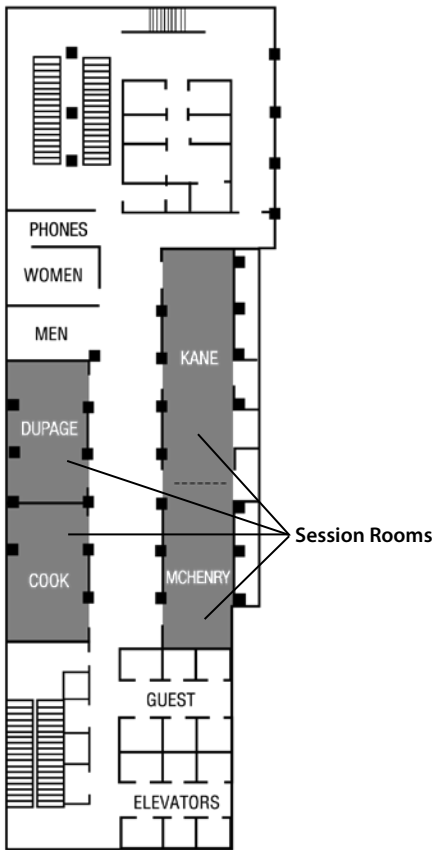 PHONES
WOMEN
MEN
KANE
DUPAGE
Session Rooms
COOK
MCHENRY
GUEST
ELEVATORS